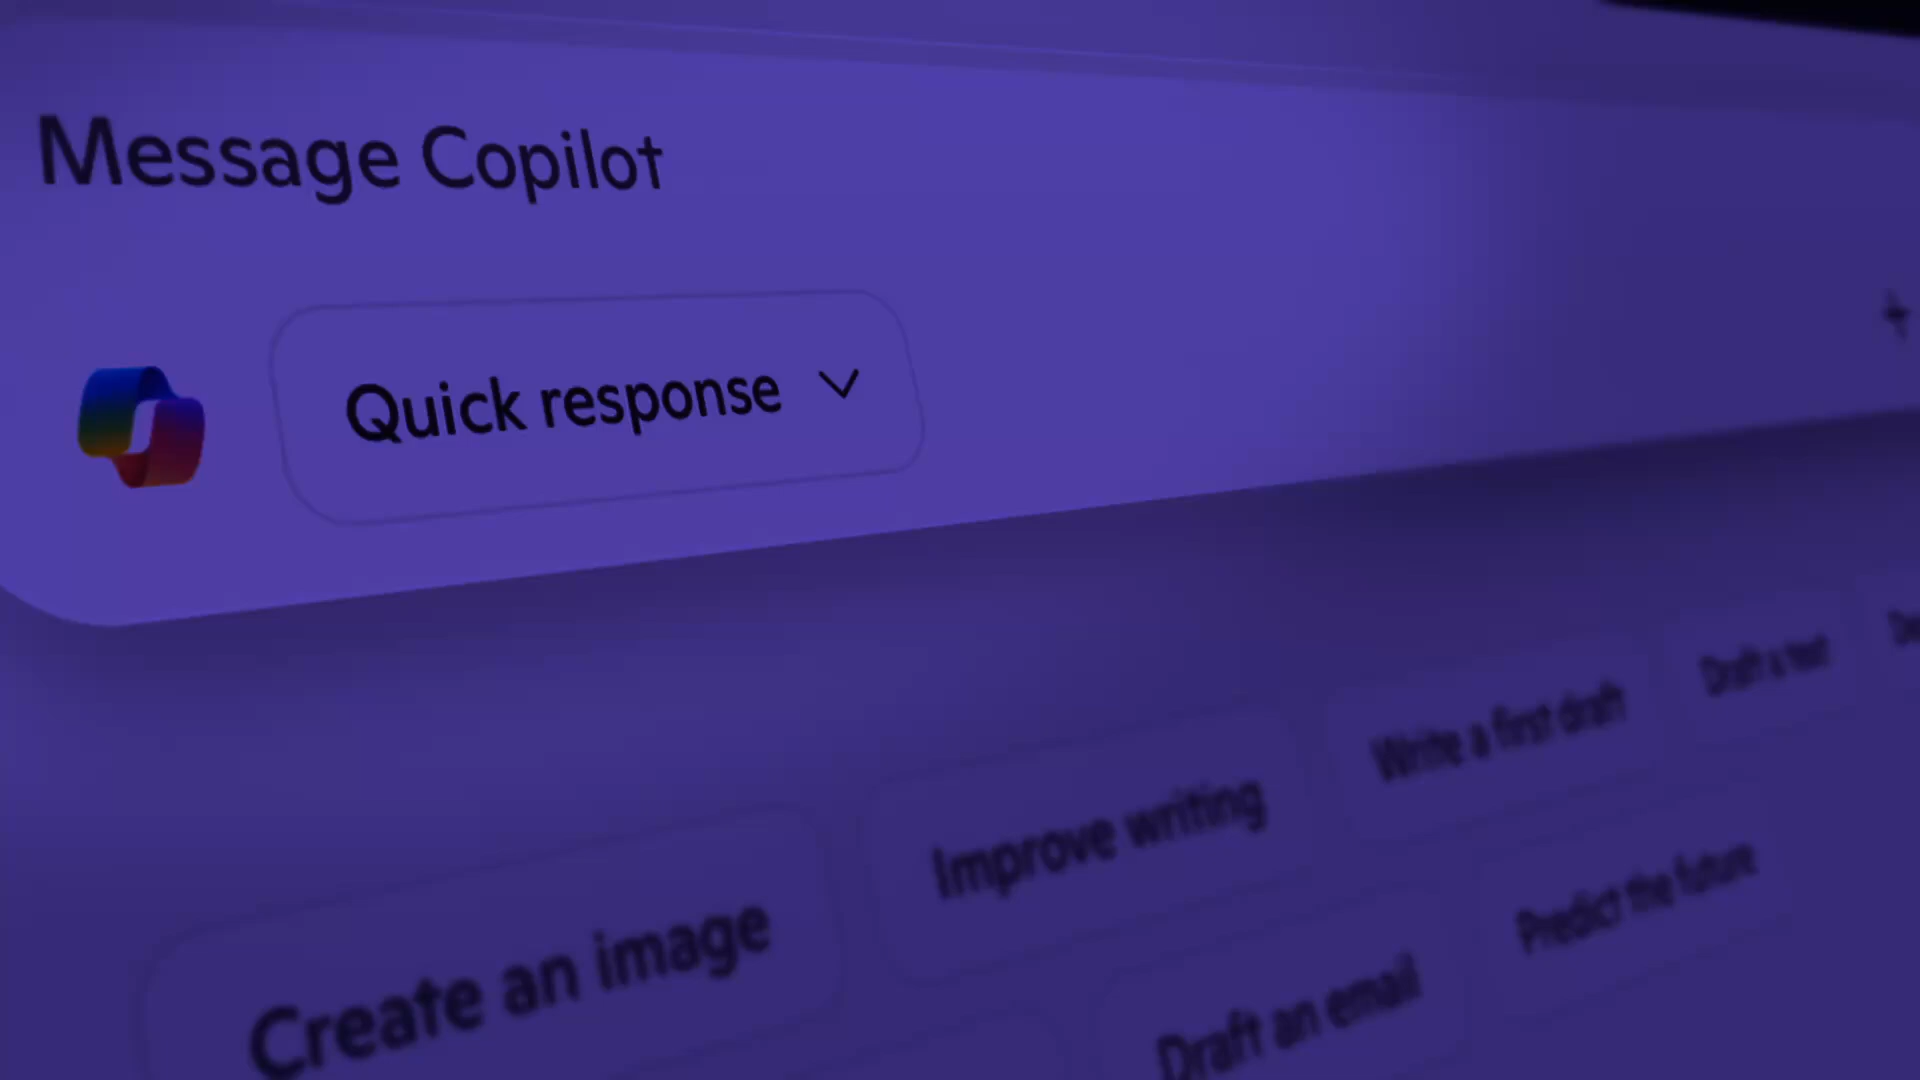 Message Copilot
Quick response
Create an image
Improve writing
Write a first draft
Draft a text
Draft an email
Predict the future